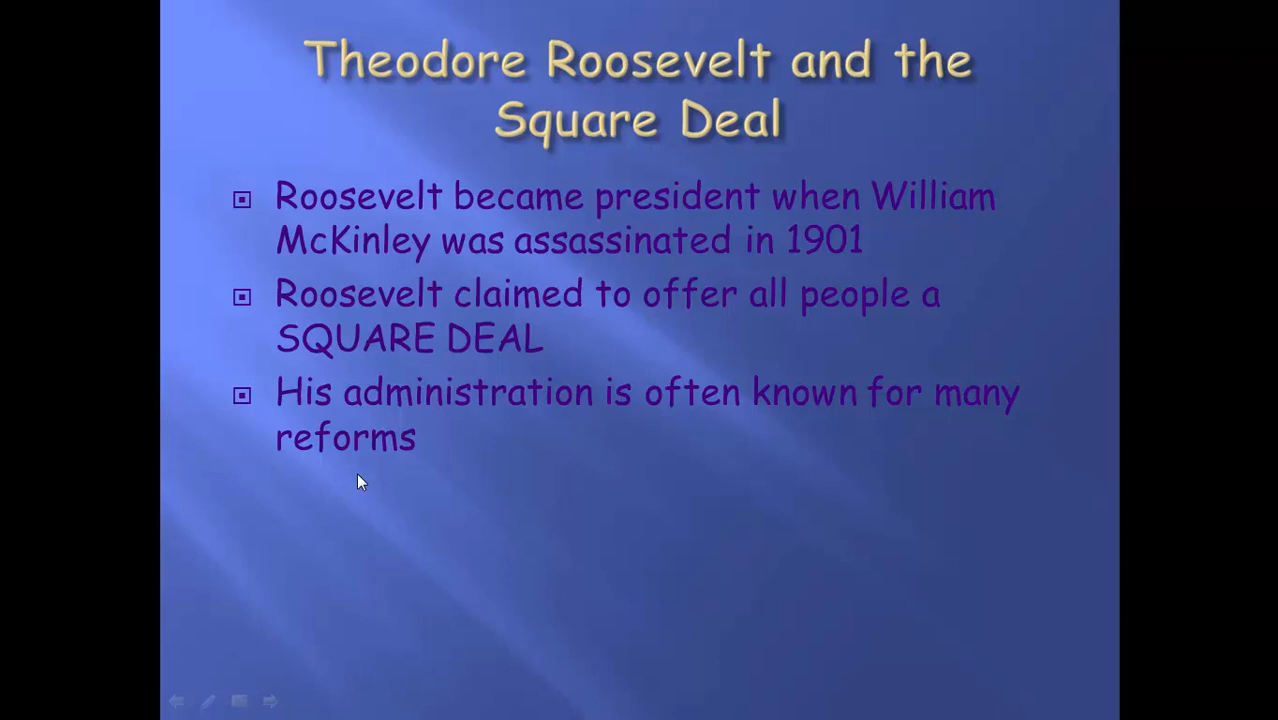 Theodore Roosevelt and the
Square Deal
Roosevelt became president when William
McKinley was assassinated in 1901
Roosevelt claimed to offer all people a
SQUARE DEAL
His administration is often known for many
reforms